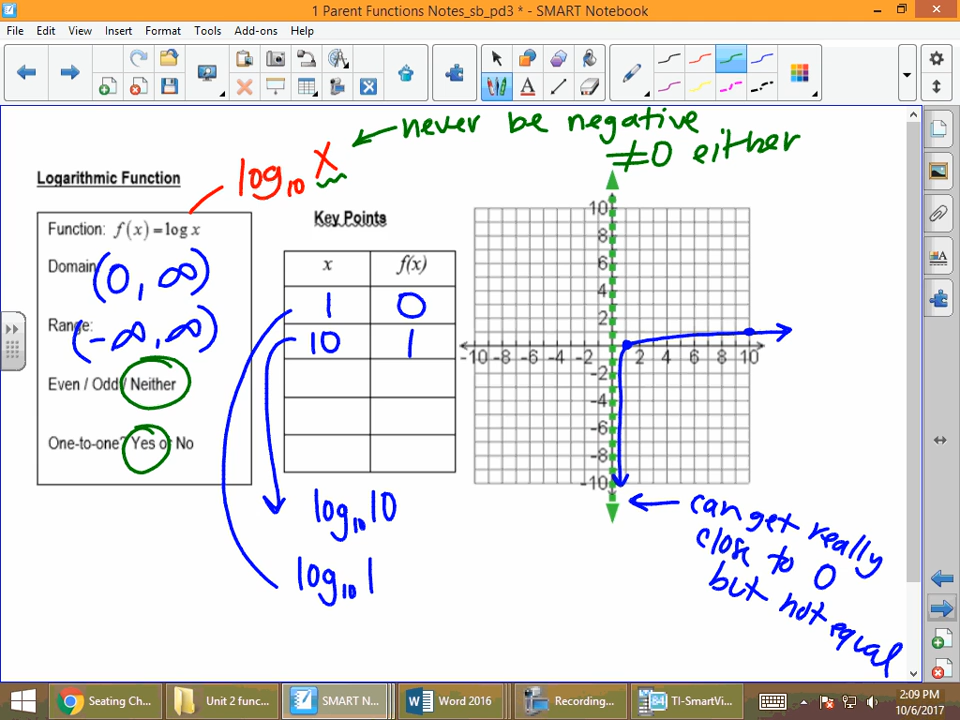 1 Parent Functions Notes_sb_pd3 * - SMART Notebook
File Edit View Insert Format Tools Add-ons Help
never be negative
≠0 either
log₁₀ x
Logarithmic Function
Key Points
Function: f(x)=log x
Domain (0, ∞)
Range: (-∞, ∞)
Even / Odd / Neither
One-to-one? Yes or No
x f(x)
1 0
10 1
log₁₀ 10
log₁₀ 1
10
8
6
4
2
-10 -8 -6 -4 -2 2 4 6 8 10
-2
-4
-6
-8
-10
can get really
close to 0
but not equal
Seating Ch... Unit 2 func... SMART N... Word 2016 Recording... TI-SmartVi...
2:09 PM
10/6/2017